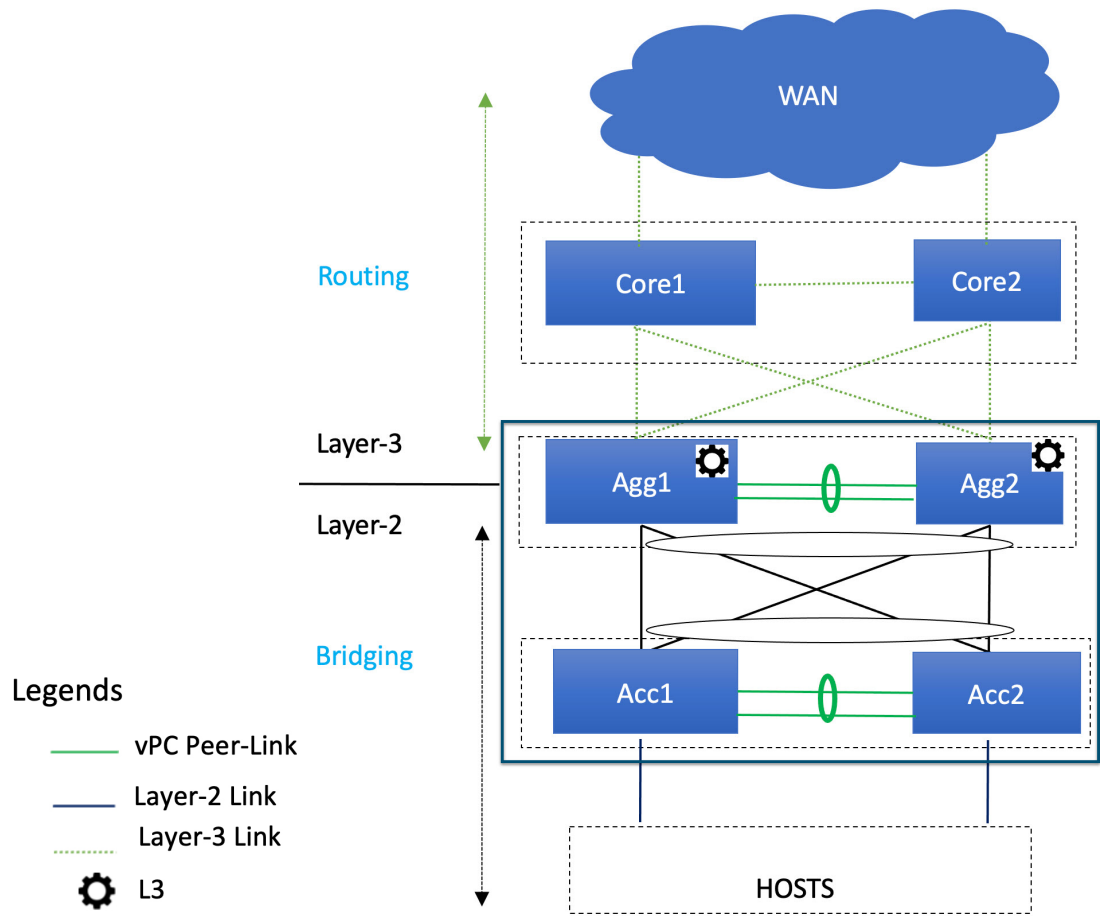 WAN
Routing
Core1
Core2
Layer-3
Agg1
Agg2
Layer-2
Bridging
Acc1
Acc2
Legends
vPC Peer-Link
Layer-2 Link
Layer-3 Link
L3
HOSTS